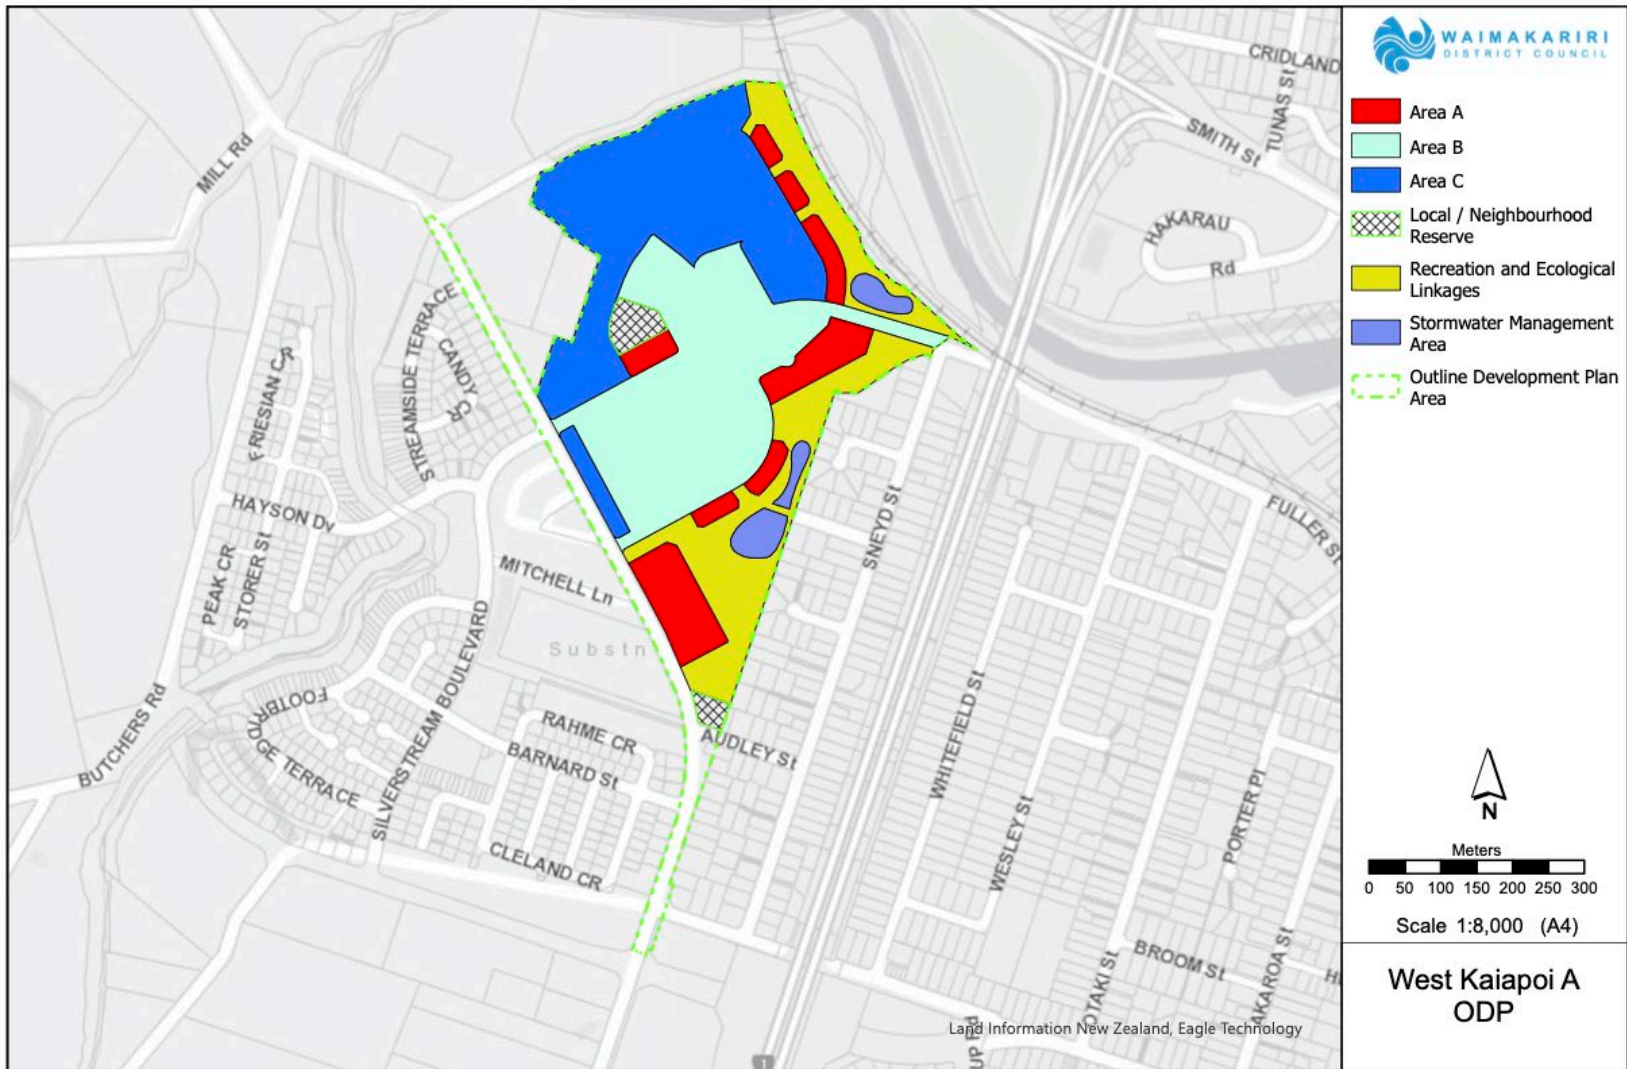 WAIMAKARIRI
DISTRICT COUNCIL
Area A
Area B
Area C
Local / Neighbourhood
Reserve
Recreation and Ecological
Linkages
Stormwater Management
Area
Outline Development Plan
Area
N
Meters
0 50 100 150 200 250 300
Scale 1:8,000 (A4)
West Kaiapoi A
ODP
CRIDLAND
TUNAS St
SMITH St
MILL Rd
HAKARAU
Rd
STREAMSIDE TERRACE
CANDY CR
FRIESIAN CR
HAYSON Dv
SNEYD St
FULLER St
PEAK CR
STORER St
MITCHELL Ln
Substn
SILVERSTREAM BOULEVARD
BUTCHERS Rd
FOOTBRIDGE TERRACE
RAHME CR
BARNARD St
AUDLEY St
WHITEFIELD St
WESLEY St
PORTER Pl
CLELAND CR
BROOM St
OTAKI St
AKAROA St
UP Rd
Land Information New Zealand, Eagle Technology
1